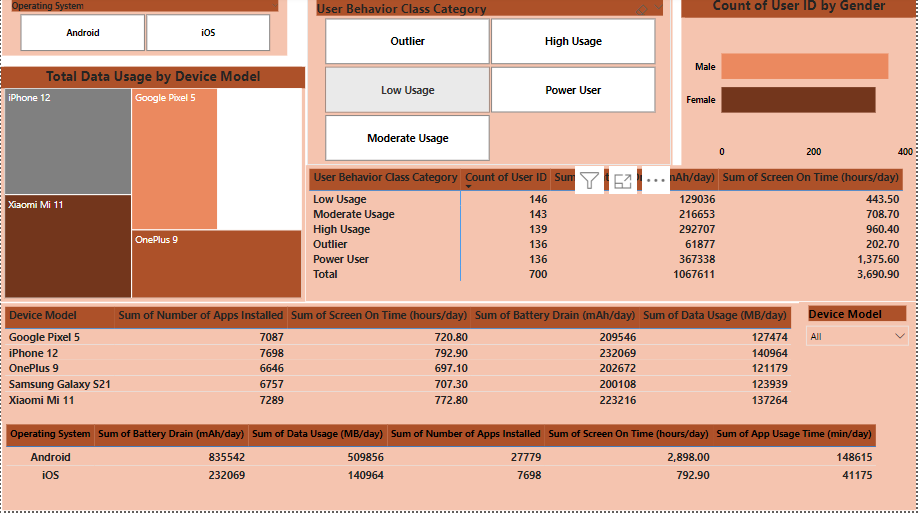 Operating System
Android iOS
User Behavior Class Category
Outlier High Usage
Low Usage Power User
Moderate Usage
Count of User ID by Gender
Male
Female
0 200 400
Total Data Usage by Device Model
iPhone 12 Google Pixel 5
Xiaomi Mi 11
OnePlus 9
User Behavior Class Category Count of User ID Sum mAh/day) Sum of Screen On Time (hours/day)
Low Usage 146 129036 443.50
Moderate Usage 143 216653 708.70
High Usage 139 292707 960.40
Outlier 136 61877 202.70
Power User 136 367338 1,375.60
Total 700 1067611 3,690.90
Device Model Sum of Number of Apps Installed Sum of Screen On Time (hours/day) Sum of Battery Drain (mAh/day) Sum of Data Usage (MB/day)
Google Pixel 5 7087 720.80 209546 127474
iPhone 12 7698 792.90 232069 140964
OnePlus 9 6646 697.10 202672 121179
Samsung Galaxy S21 6757 707.30 200108 123939
Xiaomi Mi 11 7289 772.80 223216 137264
Device Model
All
Operating System Sum of Battery Drain (mAh/day) Sum of Data Usage (MB/day) Sum of Number of Apps Installed Sum of Screen On Time (hours/day) Sum of App Usage Time (min/day)
Android 835542 509856 27779 2,898.00 148615
iOS 232069 140964 7698 792.90 41175